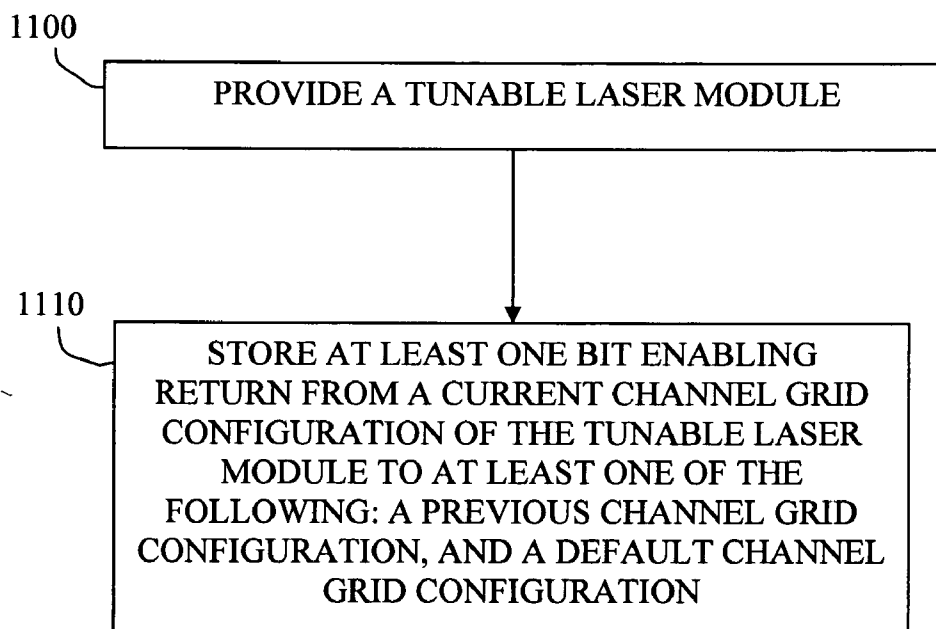 1100
PROVIDE A TUNABLE LASER MODULE
1110
STORE AT LEAST ONE BIT ENABLING
RETURN FROM A CURRENT CHANNEL GRID
CONFIGURATION OF THE TUNABLE LASER
MODULE TO AT LEAST ONE OF THE
FOLLOWING: A PREVIOUS CHANNEL GRID
CONFIGURATION, AND A DEFAULT CHANNEL
GRID CONFIGURATION